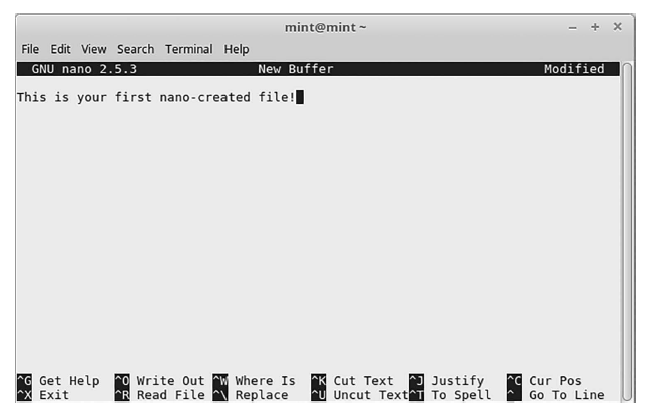 mint@mint ~
File Edit View Search Terminal Help
GNU nano 2.5.3 New Buffer Modified
This is your first nano-created file!
^G Get Help ^O Write Out ^W Where Is ^K Cut Text ^J Justify ^C Cur Pos
^X Exit ^R Read File ^\ Replace ^U Uncut Text ^T To Spell ^ Go To Line